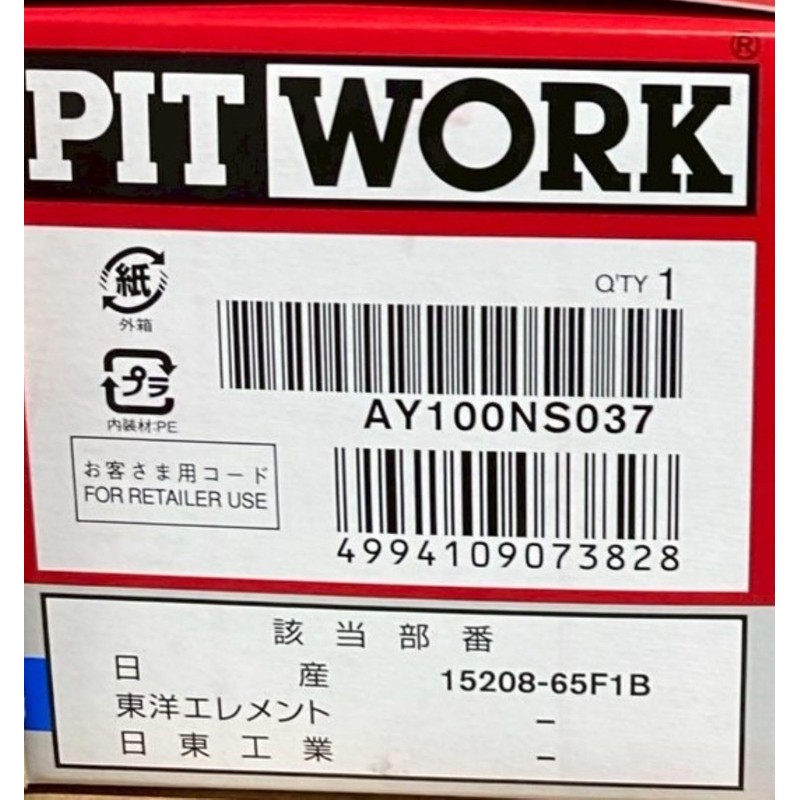 ®
PIT WORK
紙
外箱
Q'TY 1
プラ
内装材:PE
AY100NS037
お客さま用コード
FOR RETAILER USE
4994109073828
該当部番
日産 15208-65F1B
東洋エレメント -
日東工業 -